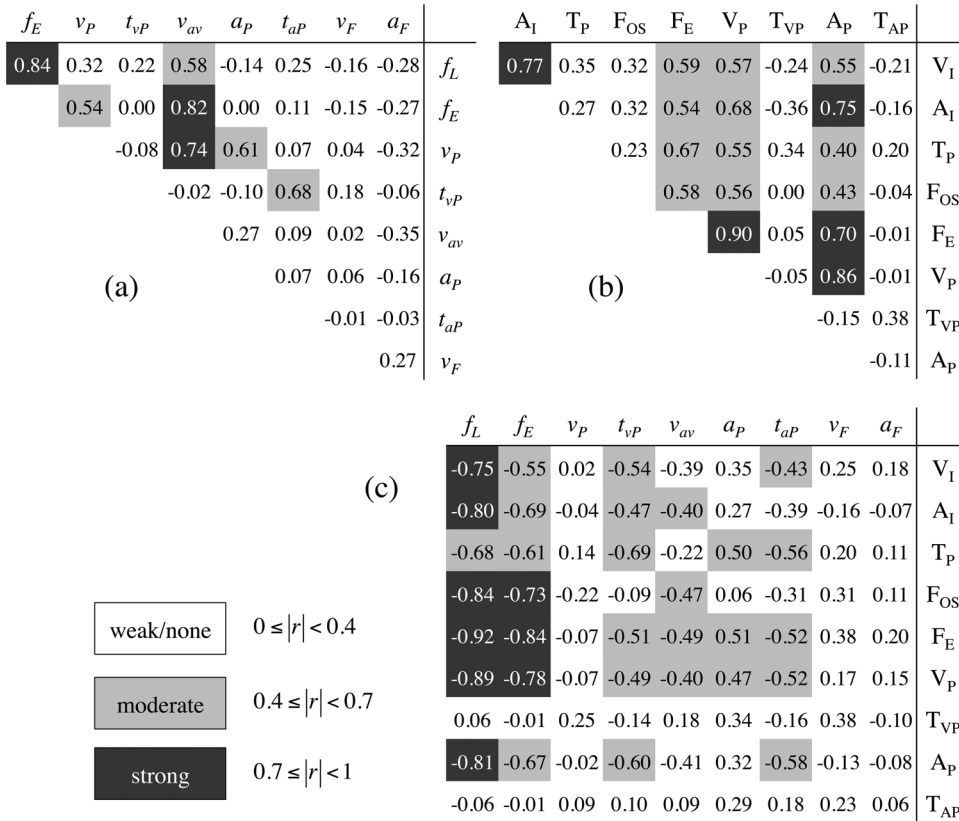 f_E v_P t_vP v_av a_P t_aP v_F a_F
0.84 0.32 0.22 0.58 -0.14 0.25 -0.16 -0.28 f_L
0.54 0.00 0.82 0.00 0.11 -0.15 -0.27 f_E
-0.08 0.74 0.61 0.07 0.04 -0.32 v_P
-0.02 -0.10 0.68 0.18 -0.06 t_vP
0.27 0.09 0.02 -0.35 v_av
0.07 0.06 -0.16 a_P
-0.01 -0.03 t_aP
0.27 v_F
(a)
A_I T_P F_OS F_E V_P T_VP A_P T_AP
0.77 0.35 0.32 0.59 0.57 -0.24 0.55 -0.21 V_I
0.27 0.32 0.54 0.68 -0.36 0.75 -0.16 A_I
0.23 0.67 0.55 0.34 0.40 0.20 T_P
0.58 0.56 0.00 0.43 -0.04 F_OS
0.90 0.05 0.70 -0.01 F_E
-0.05 0.86 -0.01 V_P
-0.15 0.38 T_VP
-0.11 A_P
(b)
f_L f_E v_P t_vP v_av a_P t_aP v_F a_F
-0.75 -0.55 0.02 -0.54 -0.39 0.35 -0.43 0.25 0.18 V_I
-0.80 -0.69 -0.04 -0.47 -0.40 0.27 -0.39 -0.16 -0.07 A_I
-0.68 -0.61 0.14 -0.69 -0.22 0.50 -0.56 0.20 0.11 T_P
-0.84 -0.73 -0.22 -0.09 -0.47 0.06 -0.31 0.31 0.11 F_OS
-0.92 -0.84 -0.07 -0.51 -0.49 0.51 -0.52 0.38 0.20 F_E
-0.89 -0.78 -0.07 -0.49 -0.40 0.47 -0.52 0.17 0.15 V_P
0.06 -0.01 0.25 -0.14 0.18 0.34 -0.16 0.38 -0.10 T_VP
-0.81 -0.67 -0.02 -0.60 -0.41 0.32 -0.58 -0.13 -0.08 A_P
-0.06 -0.01 0.09 0.10 0.09 0.29 0.18 0.23 0.06 T_AP
(c)
weak/none 0 ≤ |r| < 0.4
moderate 0.4 ≤ |r| < 0.7
strong 0.7 ≤ |r| < 1